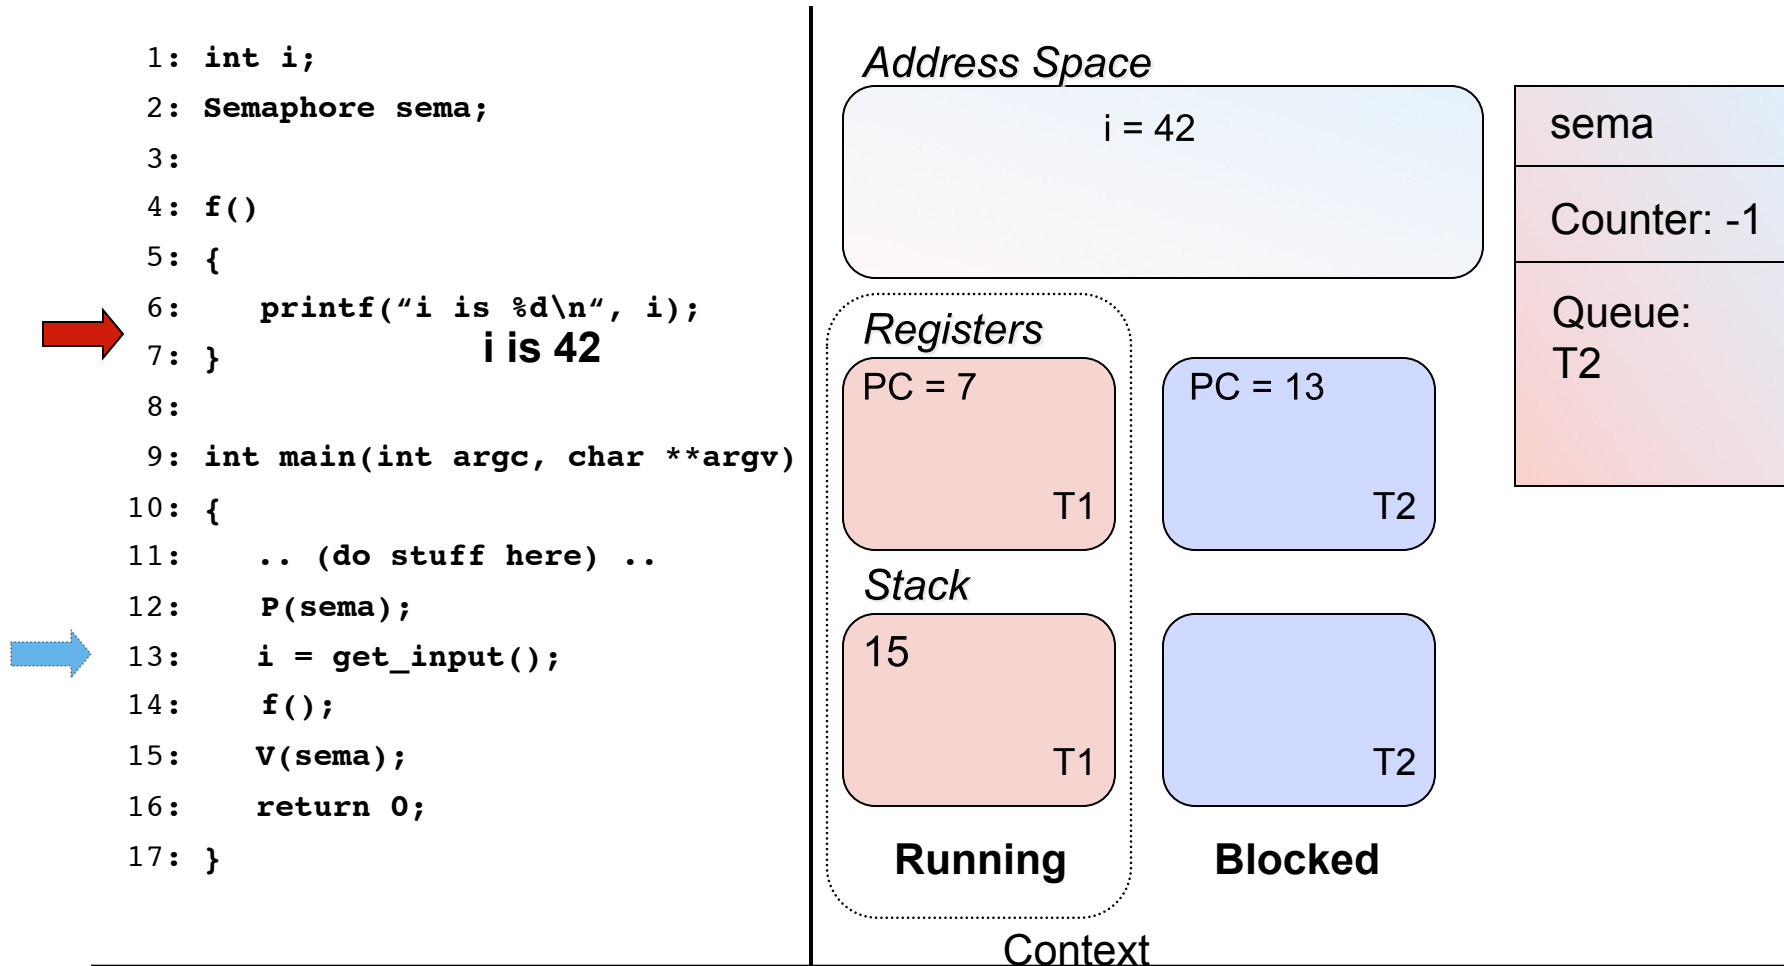 1: int i;
2: Semaphore sema;
3:
4: f()
5: {
6: printf(“i is %d\n“, i);
i is 42
7: }
8:
9: int main(int argc, char **argv)
10: {
11: .. (do stuff here) ..
12: P(sema);
13: i = get_input();
14: f();
15: V(sema);
16: return 0;
17: }
Address Space
i = 42
Registers
PC = 7
T1
PC = 13
T2
Stack
15
T1
T2
Running
Blocked
Context
sema
Counter: -1
Queue:
T2